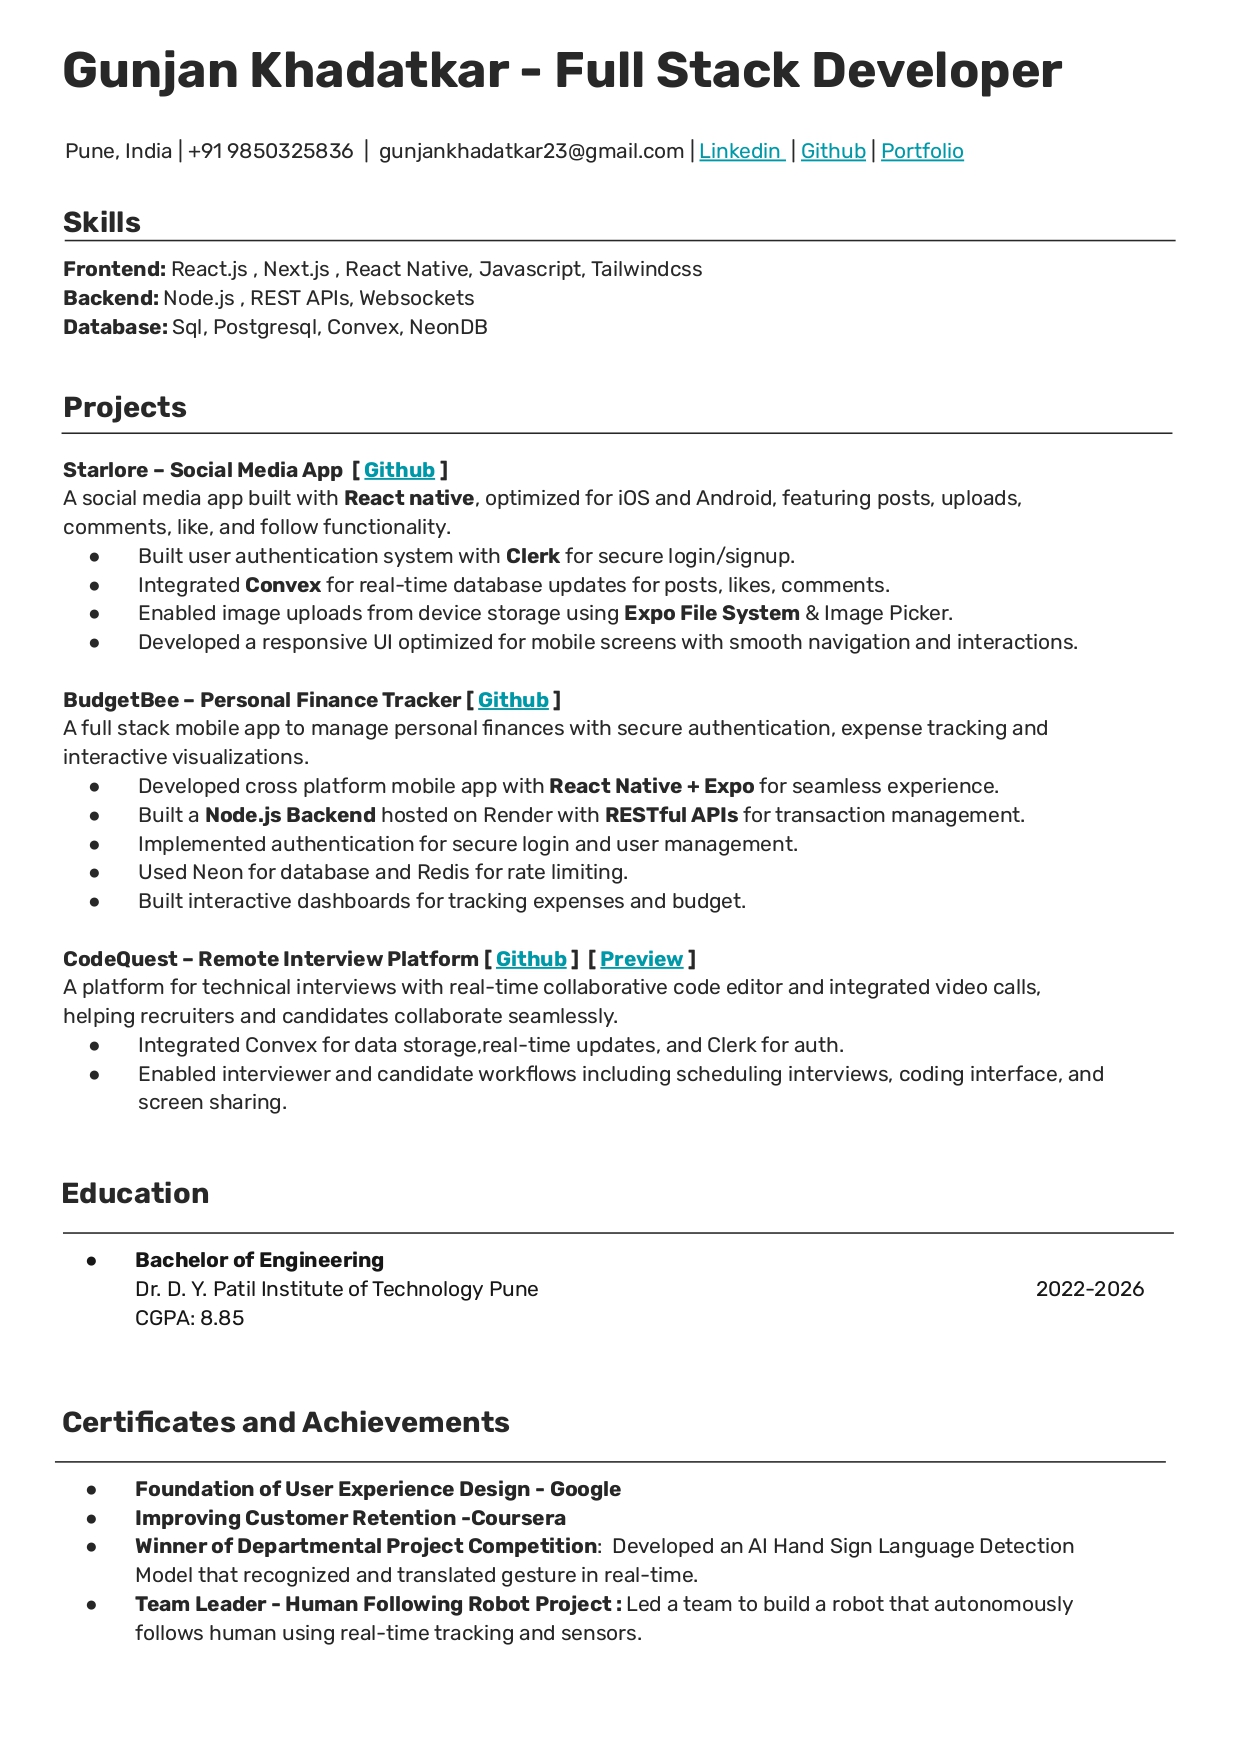 Gunjan Khadatkar - Full Stack Developer
Pune, India | +91 9850325836 | gunjankhadatkar23@gmail.com | Linkedin | Github | Portfolio
Skills
Frontend: React.js , Next.js , React Native, Javascript, Tailwindcss
Backend: Node.js , REST APIs, Websockets
Database: Sql, Postgresql, Convex, NeonDB
Projects
Starlore – Social Media App [ Github ]
A social media app built with React native, optimized for iOS and Android, featuring posts, uploads,
comments, like, and follow functionality.
● Built user authentication system with Clerk for secure login/signup.
● Integrated Convex for real-time database updates for posts, likes, comments.
● Enabled image uploads from device storage using Expo File System & Image Picker.
● Developed a responsive UI optimized for mobile screens with smooth navigation and interactions.
BudgetBee – Personal Finance Tracker [ Github ]
A full stack mobile app to manage personal finances with secure authentication, expense tracking and
interactive visualizations.
● Developed cross platform mobile app with React Native + Expo for seamless experience.
● Built a Node.js Backend hosted on Render with RESTful APIs for transaction management.
● Implemented authentication for secure login and user management.
● Used Neon for database and Redis for rate limiting.
● Built interactive dashboards for tracking expenses and budget.
CodeQuest – Remote Interview Platform [ Github ] [ Preview ]
A platform for technical interviews with real-time collaborative code editor and integrated video calls,
helping recruiters and candidates collaborate seamlessly.
● Integrated Convex for data storage,real-time updates, and Clerk for auth.
● Enabled interviewer and candidate workflows including scheduling interviews, coding interface, and
screen sharing.
Education
● Bachelor of Engineering
Dr. D. Y. Patil Institute of Technology Pune 2022-2026
CGPA: 8.85
Certificates and Achievements
● Foundation of User Experience Design - Google
● Improving Customer Retention -Coursera
● Winner of Departmental Project Competition: Developed an AI Hand Sign Language Detection
Model that recognized and translated gesture in real-time.
● Team Leader - Human Following Robot Project : Led a team to build a robot that autonomously
follows human using real-time tracking and sensors.